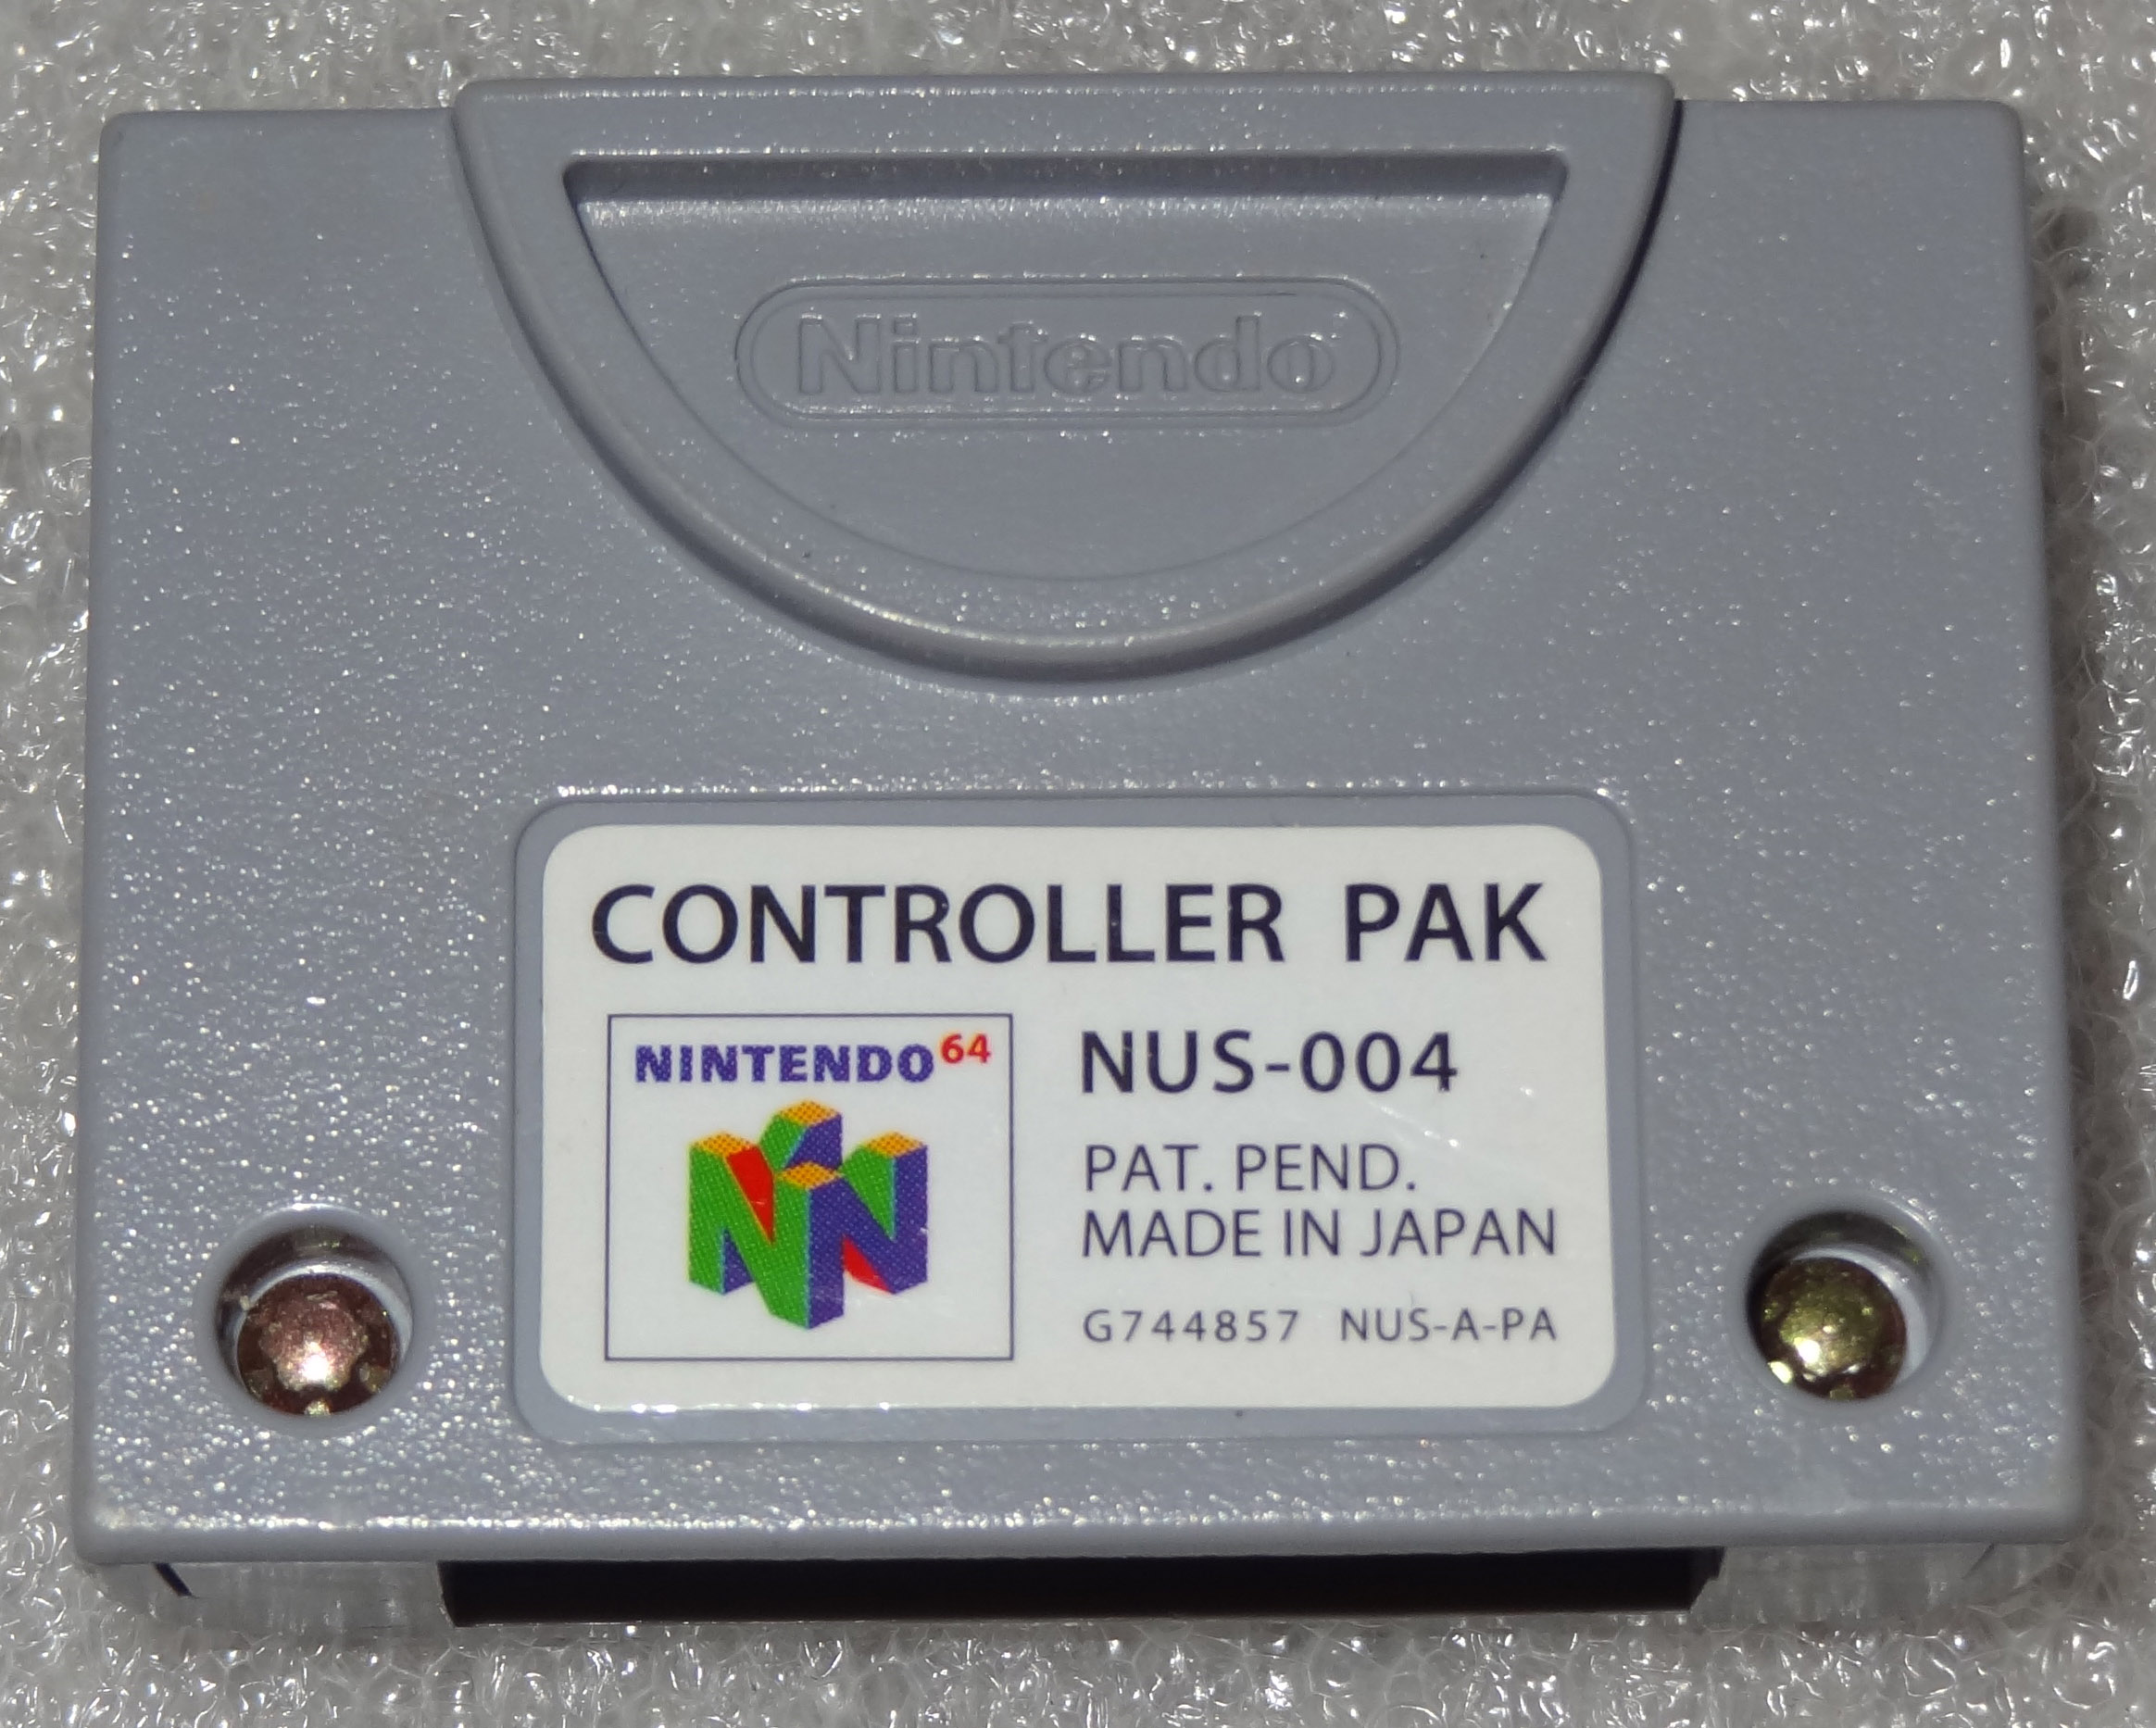 Nintendo
CONTROLLER PAK
NINTENDO64
NUS-004
PAT. PEND.
MADE IN JAPAN
G744857 NUS-A-PA